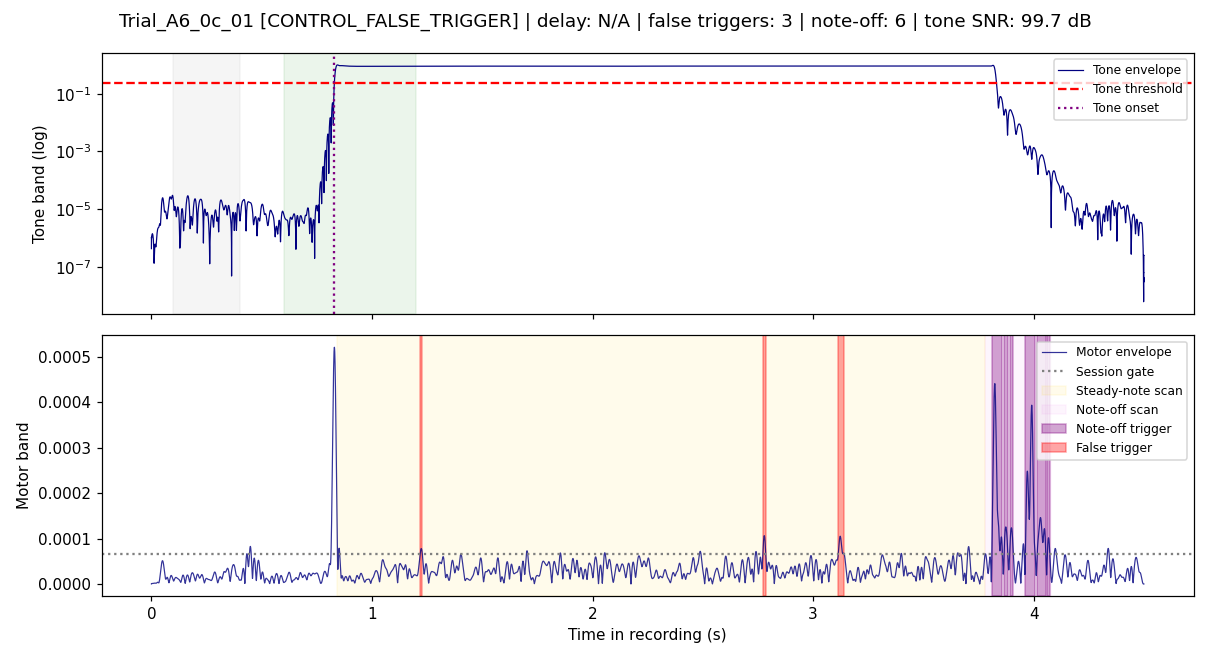 Trial_A6_0c_01 [CONTROL_FALSE_TRIGGER] | delay: N/A | false triggers: 3 | note-off: 6 | tone SNR: 99.7 dB
Tone band (log)
10⁻¹
10⁻³
10⁻⁵
10⁻⁷
Tone envelope
Tone threshold
Tone onset
Motor band
0.0005
0.0004
0.0003
0.0002
0.0001
0.0000
Motor envelope
Session gate
Steady-note scan
Note-off scan
Note-off trigger
False trigger
0 1 2 3 4
Time in recording (s)